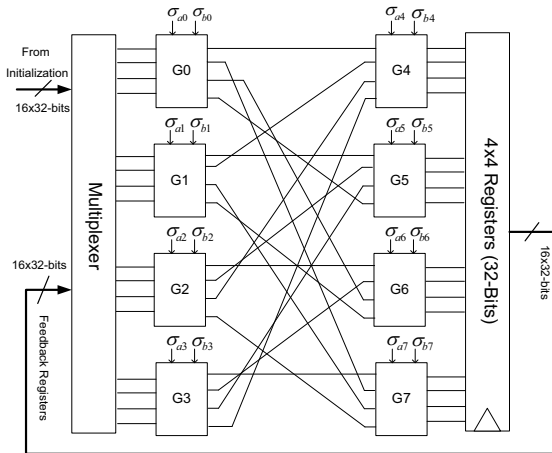 σa0 σb0
σa4 σb4
From
Initialization
16x32-bits
G0
G4
σa1 σb1
σa5 σb5
G1
G5
Multiplexer
4x4 Registers (32-Bits)
σa2 σb2
σa6 σb6
16x32-bits
G2
G6
16x32-bits
Feedback Registers
σa3 σb3
σa7 σb7
G3
G7